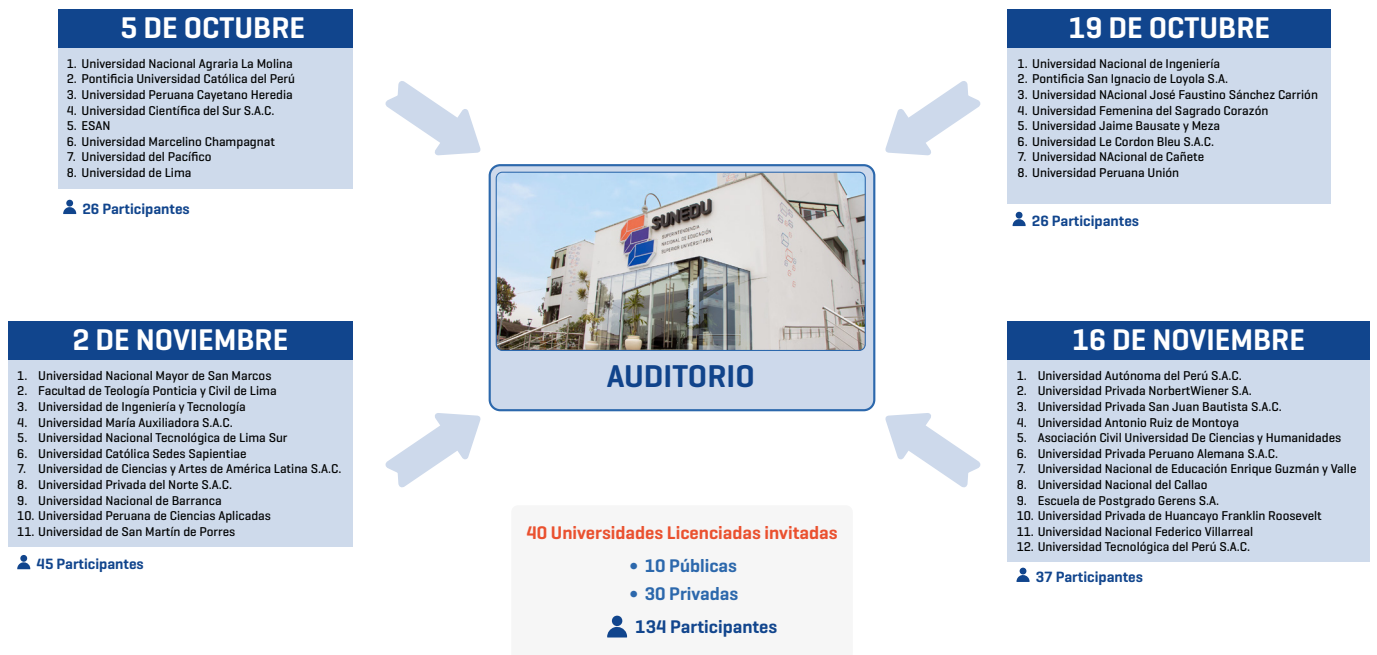 5 DE OCTUBRE
1. Universidad Nacional Agraria La Molina
2. Pontificia Universidad Católica del Perú
3. Universidad Peruana Cayetano Heredia
4. Universidad Científica del Sur S.A.C.
5. ESAN
6. Universidad Marcelino Champagnat
7. Universidad del Pacífico
8. Universidad de Lima
26 Participantes
19 DE OCTUBRE
1. Universidad Nacional de Ingeniería
2. Pontificia San Ignacio de Loyola S.A.
3. Universidad NAcional José Faustino Sánchez Carrión
4. Universidad Femenina del Sagrado Corazón
5. Universidad Jaime Bausate y Meza
6. Universidad Le Cordon Bleu S.A.C.
7. Universidad NAcional de Cañete
8. Universidad Peruana Unión
26 Participantes
SUNEDU
SUPERINTENDENCIA
NACIONAL DE EDUCACIÓN
SUPERIOR UNIVERSITARIA
AUDITORIO
2 DE NOVIEMBRE
1. Universidad Nacional Mayor de San Marcos
2. Facultad de Teología Ponticia y Civil de Lima
3. Universidad de Ingeniería y Tecnología
4. Universidad María Auxiliadora S.A.C.
5. Universidad Nacional Tecnológica de Lima Sur
6. Universidad Católica Sedes Sapientiae
7. Universidad de Ciencias y Artes de América Latina S.A.C.
8. Universidad Privada del Norte S.A.C.
9. Universidad Nacional de Barranca
10. Universidad Peruana de Ciencias Aplicadas
11. Universidad de San Martín de Porres
45 Participantes
16 DE NOVIEMBRE
1. Universidad Autónoma del Perú S.A.C.
2. Universidad Privada NorbertWiener S.A.
3. Universidad Privada San Juan Bautista S.A.C.
4. Universidad Antonio Ruiz de Montoya
5. Asociación Civil Universidad De Ciencias y Humanidades
6. Universidad Privada Peruano Alemana S.A.C.
7. Universidad Nacional de Educación Enrique Guzmán y Valle
8. Universidad Nacional del Callao
9. Escuela de Postgrado Gerens S.A.
10. Universidad Privada de Huancayo Franklin Roosevelt
11. Universidad Nacional Federico Villarreal
12. Universidad Tecnológica del Perú S.A.C.
37 Participantes
40 Universidades Licenciadas invitadas
• 10 Públicas
• 30 Privadas
134 Participantes